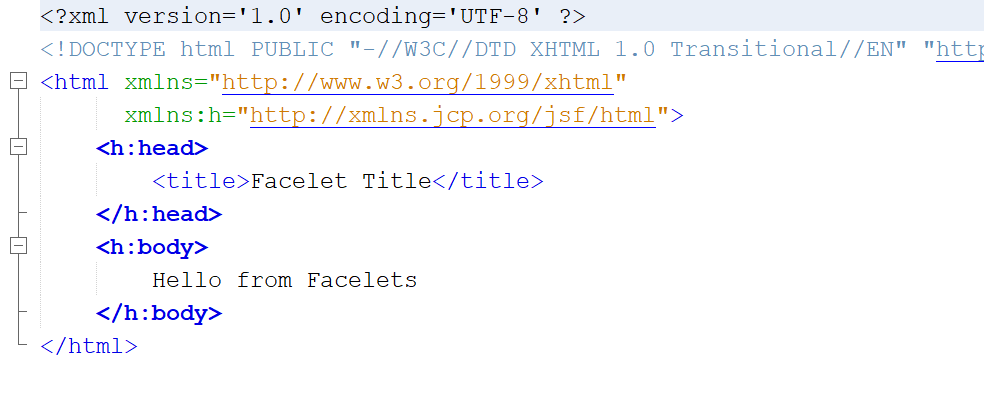 <?xml version='1.0' encoding='UTF-8' ?>
<!DOCTYPE html PUBLIC "-//W3C//DTD XHTML 1.0 Transitional//EN" "http
<html xmlns="http://www.w3.org/1999/xhtml"
      xmlns:h="http://xmlns.jcp.org/jsf/html">
    <h:head>
        <title>Facelet Title</title>
    </h:head>
    <h:body>
        Hello from Facelets
    </h:body>
</html>